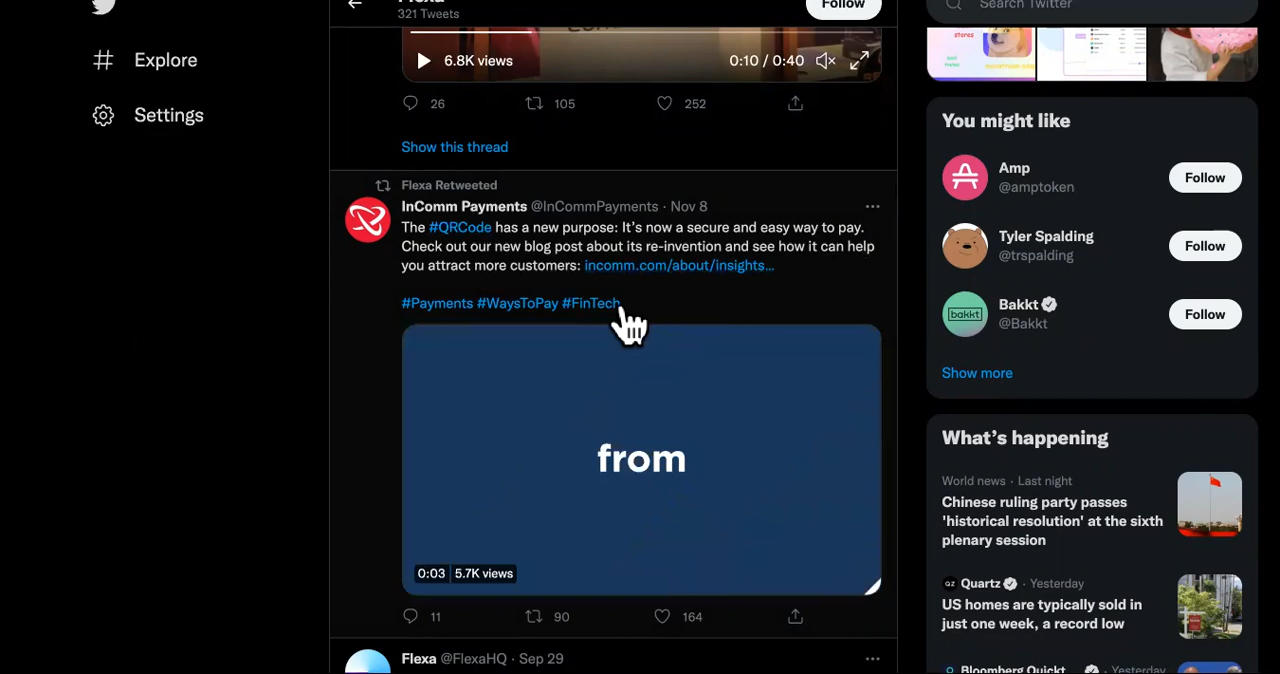 Explore
Settings
Flexa
321 Tweets
Follow
6.8K views
0:10 / 0:40
26
105
252
Show this thread
Flexa Retweeted
InComm Payments @InCommPayments · Nov 8
The #QRCode has a new purpose: It’s now a secure and easy way to pay.
Check out our new blog post about its re-invention and see how it can help
you attract more customers: incomm.com/about/insights…
#Payments #WaysToPay #FinTech
from
0:03
5.7K views
11
90
164
Flexa @FlexaHQ · Sep 29
Search Twitter
stores
You might like
Amp
@amptoken
Follow
Tyler Spalding
@trspalding
Follow
bakkt
Bakkt
@Bakkt
Follow
Show more
What’s happening
World news · Last night
Chinese ruling party passes
'historical resolution' at the sixth
plenary session
QZ Quartz · Yesterday
US homes are typically sold in
just one week, a record low
Bloomberg Quickt · Yesterday